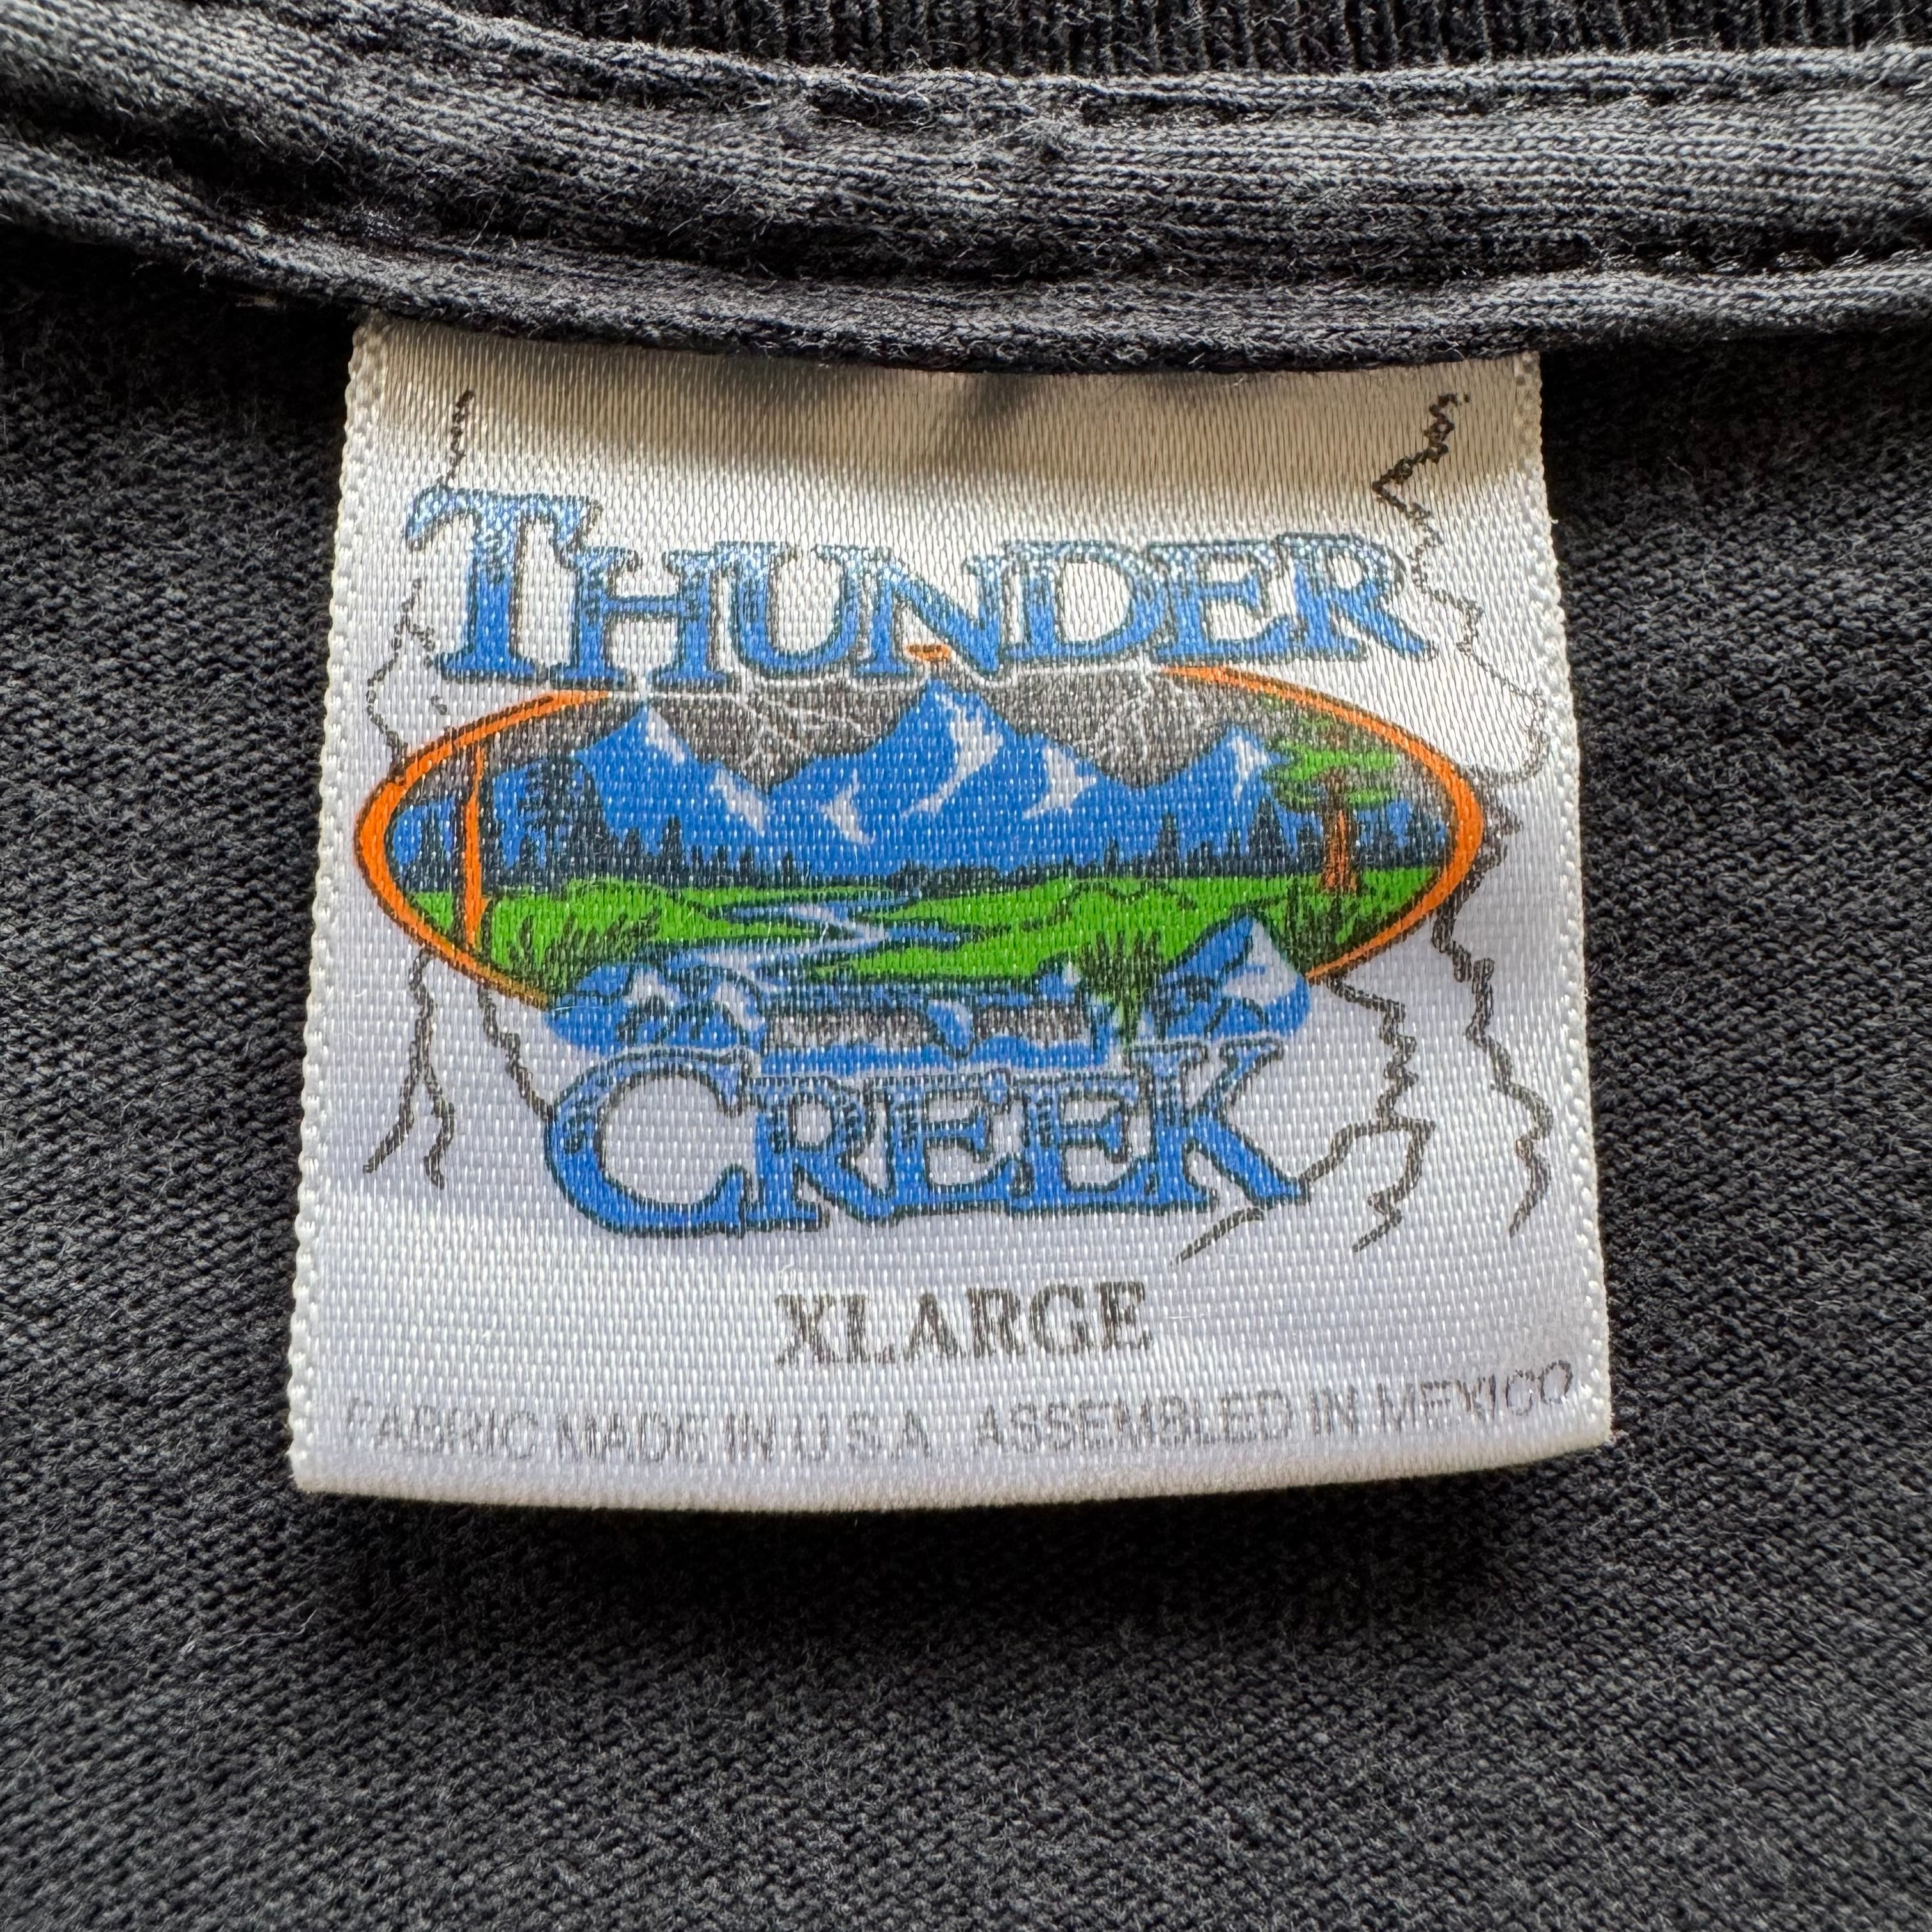 THUNDER
CREEK
XLARGE
FABRIC MADE IN U.S.A. ASSEMBLED IN MEXICO